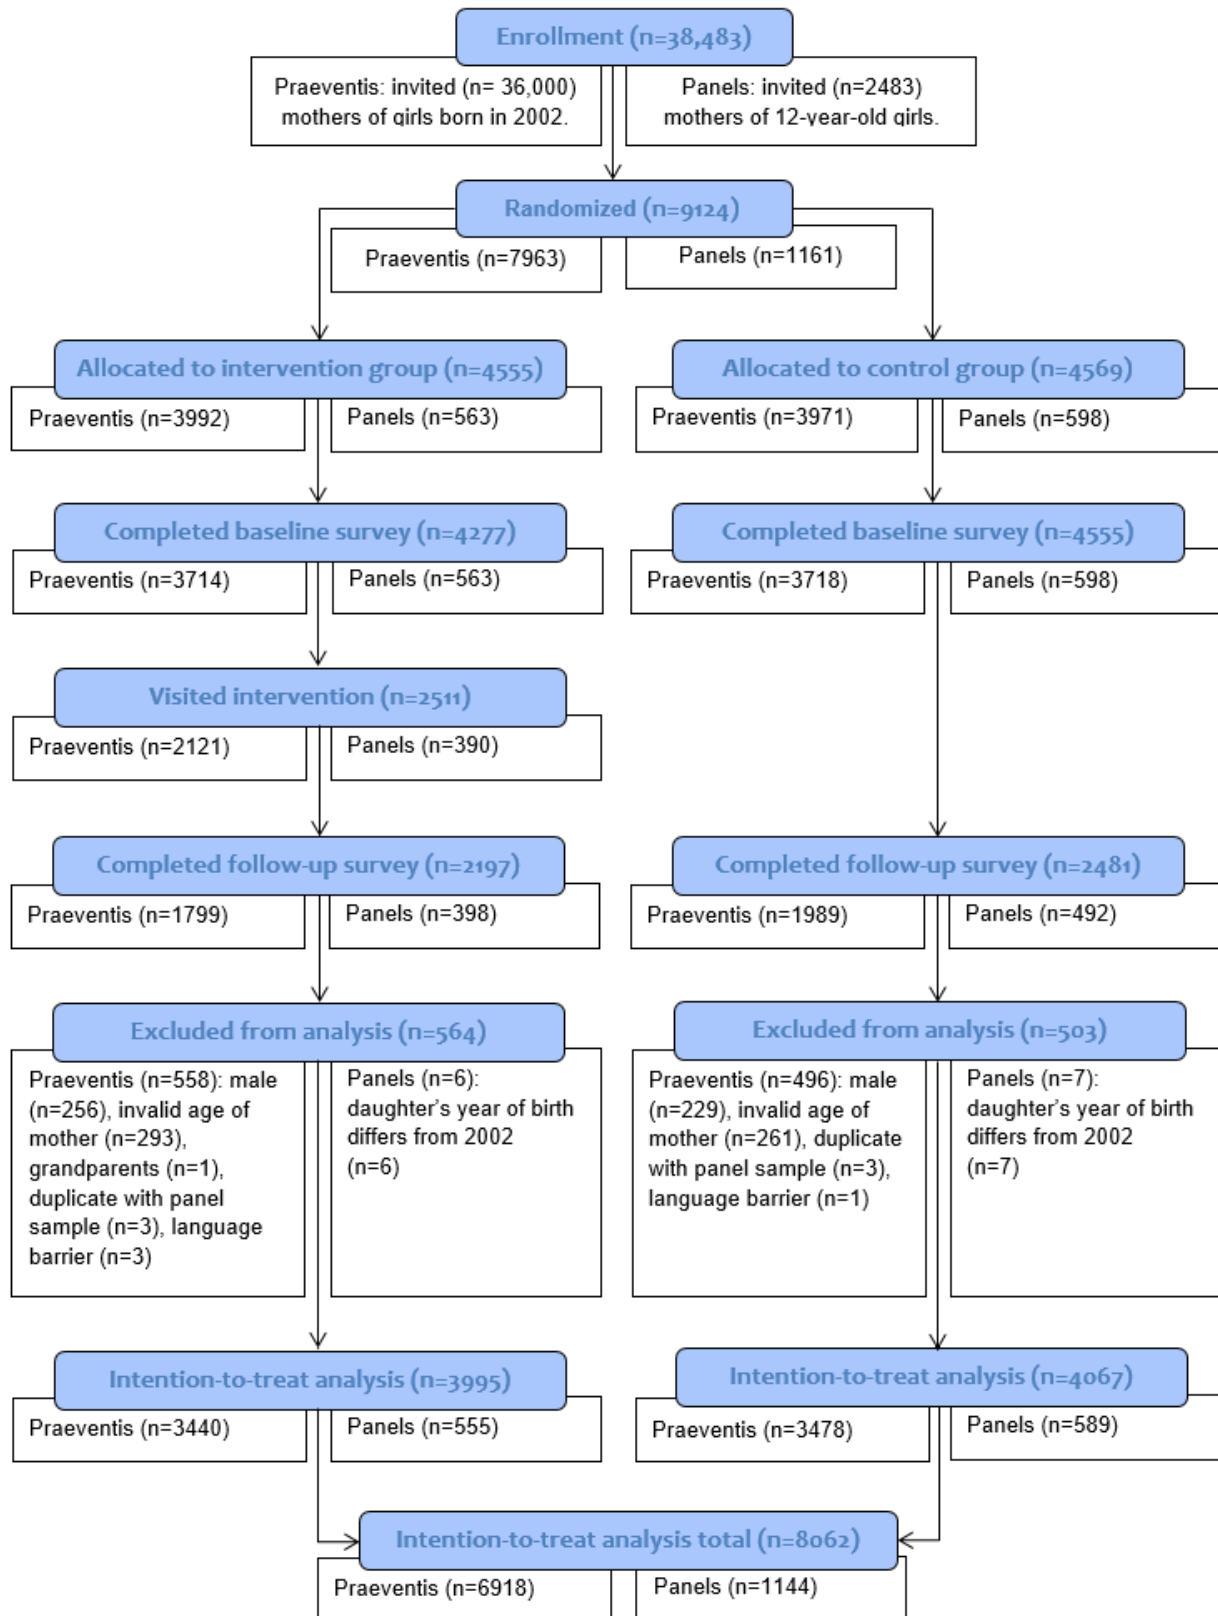 Enrollment (n=38,483)
Praeventis: invited (n= 36,000)
mothers of girls born in 2002.
Panels: invited (n=2483)
mothers of 12-year-old girls.
Randomized (n=9124)
Praeventis (n=7963)
Panels (n=1161)
Allocated to intervention group (n=4555)
Praeventis (n=3992)
Panels (n=563)
Allocated to control group (n=4569)
Praeventis (n=3971)
Panels (n=598)
Completed baseline survey (n=4277)
Praeventis (n=3714)
Panels (n=563)
Completed baseline survey (n=4555)
Praeventis (n=3718)
Panels (n=598)
Visited intervention (n=2511)
Praeventis (n=2121)
Panels (n=390)
Completed follow-up survey (n=2197)
Praeventis (n=1799)
Panels (n=398)
Completed follow-up survey (n=2481)
Praeventis (n=1989)
Panels (n=492)
Excluded from analysis (n=564)
Praeventis (n=558): male
(n=256), invalid age of
mother (n=293),
grandparents (n=1),
duplicate with panel
sample (n=3), language
barrier (n=3)
Panels (n=6):
daughter's year of birth
differs from 2002
(n=6)
Excluded from analysis (n=503)
Praeventis (n=496): male
(n=229), invalid age of
mother (n=261), duplicate
with panel sample (n=3),
language barrier (n=1)
Panels (n=7):
daughter's year of birth
differs from 2002
(n=7)
Intention-to-treat analysis (n=3995)
Praeventis (n=3440)
Panels (n=555)
Intention-to-treat analysis (n=4067)
Praeventis (n=3478)
Panels (n=589)
Intention-to-treat analysis total (n=8062)
Praeventis (n=6918)
Panels (n=1144)